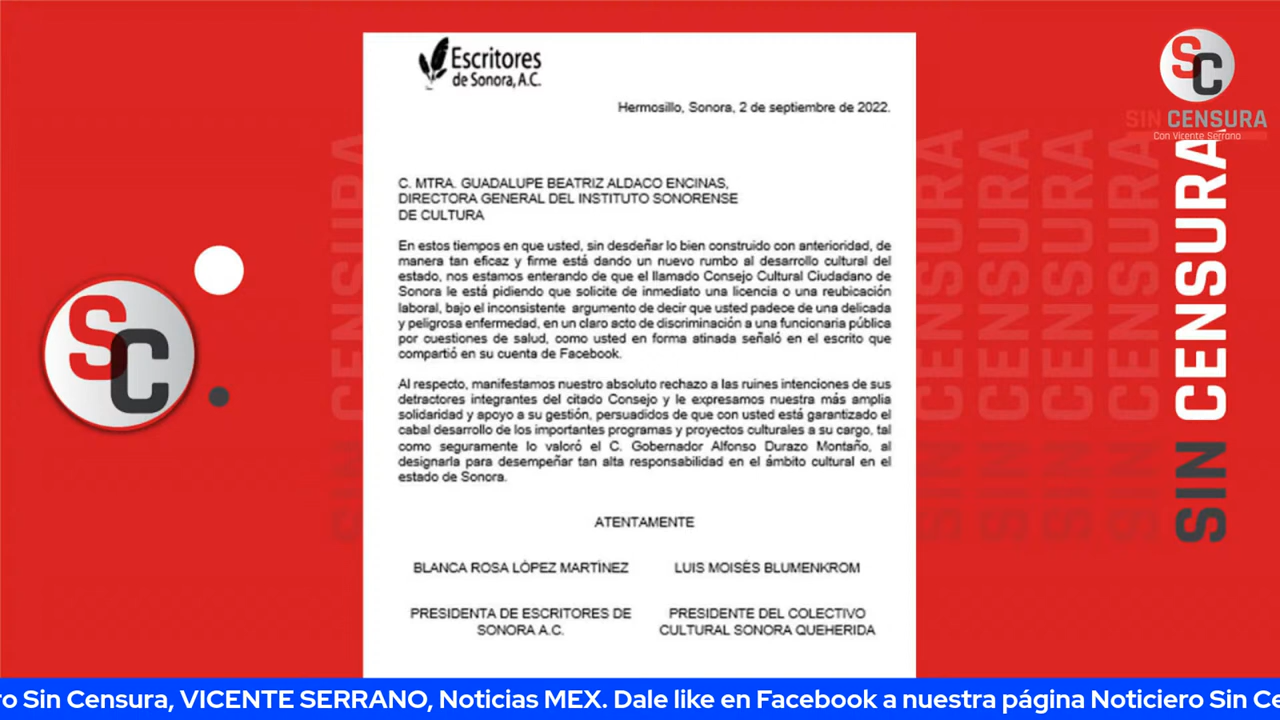 Escritores
de Sonora, A.C.
Hermosillo, Sonora, 2 de septiembre de 2022.
C. MTRA. GUADALUPE BEATRIZ ALDACO ENCINAS,
DIRECTORA GENERAL DEL INSTITUTO SONORENSE
DE CULTURA
En estos tiempos en que usted, sin desdeñar lo bien construido con anterioridad, de
manera tan eficaz y firme está dando un nuevo rumbo al desarrollo cultural del
estado, nos estamos enterando de que el llamado Consejo Cultural Ciudadano de
Sonora le está pidiendo que solicite de inmediato una licencia o una reubicación
laboral, bajo el inconsistente argumento de decir que usted padece de una delicada
y peligrosa enfermedad, en un claro acto de discriminación a una funcionaria pública
por cuestiones de salud, como usted en forma atinada señaló en el escrito que
compartió en su cuenta de Facebook.
Al respecto, manifestamos nuestro absoluto rechazo a las ruines intenciones de sus
detractores integrantes del citado Consejo y le expresamos nuestra más amplia
solidaridad y apoyo a su gestión, persuadidos de que con usted está garantizado el
cabal desarrollo de los importantes programas y proyectos culturales a su cargo, tal
como seguramente lo valoró el C. Gobernador Alfonso Durazo Montaño, al
designarla para desempeñar tan alta responsabilidad en el ámbito cultural en el
estado de Sonora.
ATENTAMENTE
BLANCA ROSA LÓPEZ MARTÍNEZ
LUIS MOISÉS BLUMENKROM
PRESIDENTA DE ESCRITORES DE
SONORA A.C.
PRESIDENTE DEL COLECTIVO
CULTURAL SONORA QUEHERIDA
SC
SC
SIN CENSURA
Con Vicente Serrano
SIN CENSURA
SIN CENSURA
SIN CENSURA
SIN CENSURA
SIN CENSURA
SIN CENSURA
ro Sin Censura, VICENTE SERRANO, Noticias MEX. Dale like en Facebook a nuestra página Noticiero Sin Ce